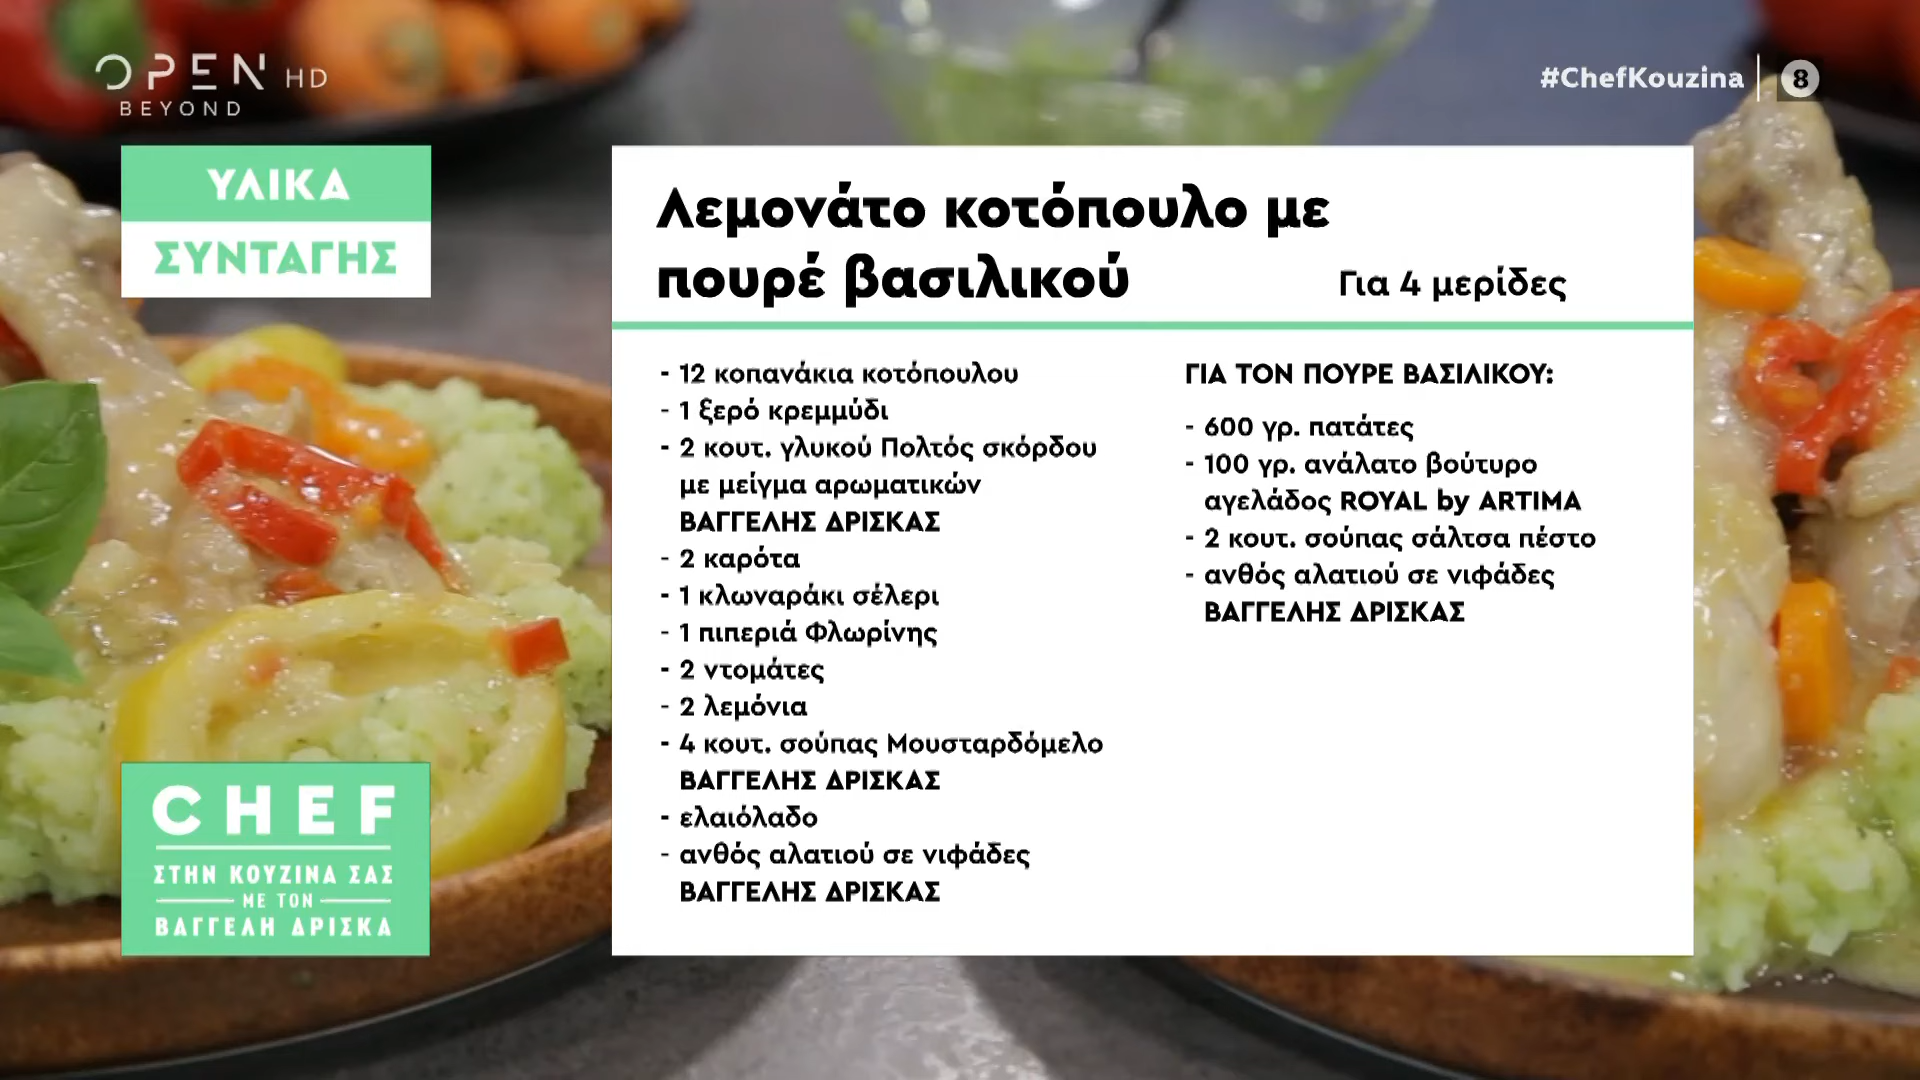 OPEN HD
BEYOND
#ChefKouzina
8
ΥΛΙΚΑ
ΣΥΝΤΑΓΗΣ
Λεμονάτο κοτόπουλο με
πουρέ βασιλικού
Για 4 μερίδες
- 12 κοπανάκια κοτόπουλου
- 1 ξερό κρεμμύδι
- 2 κουτ. γλυκού Πολτός σκόρδου
με μείγμα αρωματικών
ΒΑΓΓΕΛΗΣ ΔΡΙΣΚΑΣ
- 2 καρότα
- 1 κλωναράκι σέλερι
- 1 πιπεριά Φλωρίνης
- 2 ντομάτες
- 2 λεμόνια
- 4 κουτ. σούπας Μουσταρδόμελο
ΒΑΓΓΕΛΗΣ ΔΡΙΣΚΑΣ
- ελαιόλαδο
- ανθός αλατιού σε νιφάδες
ΒΑΓΓΕΛΗΣ ΔΡΙΣΚΑΣ
ΓΙΑ ΤΟΝ ΠΟΥΡΕ ΒΑΣΙΛΙΚΟΥ:
- 600 γρ. πατάτες
- 100 γρ. ανάλατο βούτυρο
αγελάδος ROYAL by ARTIMA
- 2 κουτ. σούπας σάλτσα πέστο
- ανθός αλατιού σε νιφάδες
ΒΑΓΓΕΛΗΣ ΔΡΙΣΚΑΣ
CHEF
ΣΤΗΝ ΚΟΥΖΙΝΑ ΣΑΣ
ΜΕ ΤΟΝ
ΒΑΓΓΕΛΗ ΔΡΙΣΚΑ